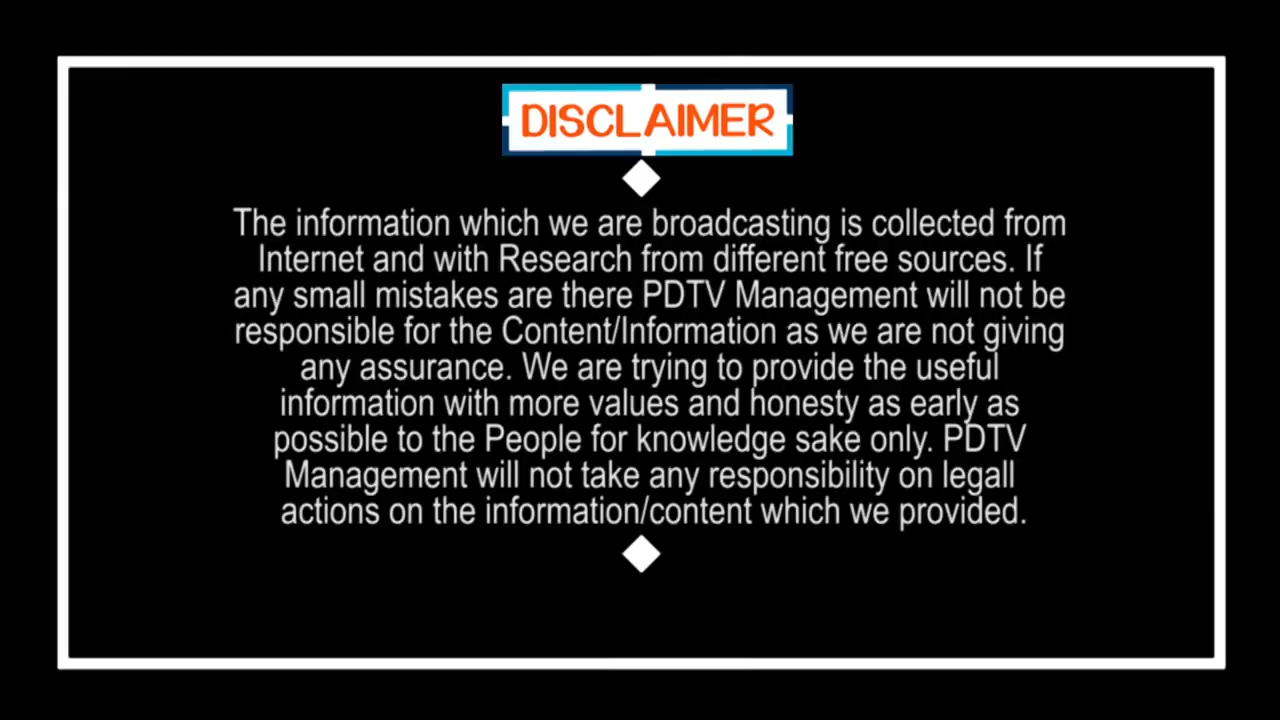 DISCLAIMER
The information which we are broadcasting is collected from
Internet and with Research from different free sources. If
any small mistakes are there PDTV Management will not be
responsible for the Content/Information as we are not giving
any assurance. We are trying to provide the useful
information with more values and honesty as early as
possible to the People for knowledge sake only. PDTV
Management will not take any responsibility on legall
actions on the information/content which we provided.